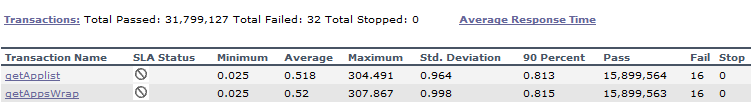 Transactions: Total Passed: 31,799,127 Total Failed: 32 Total Stopped: 0 Average Response Time
Transaction Name SLA Status Minimum Average Maximum Std. Deviation 90 Percent Pass Fail Stop
getApplist 0.025 0.518 304.491 0.964 0.813 15,899,564 16 0
getAppsWrap 0.025 0.52 307.867 0.998 0.815 15,899,563 16 0